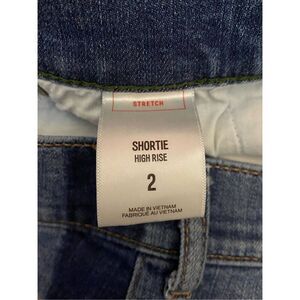 STRETCH
SHORTIE
HIGH RISE
2
MADE IN VIETNAM
FABRIQUÉ AU VIETNAM